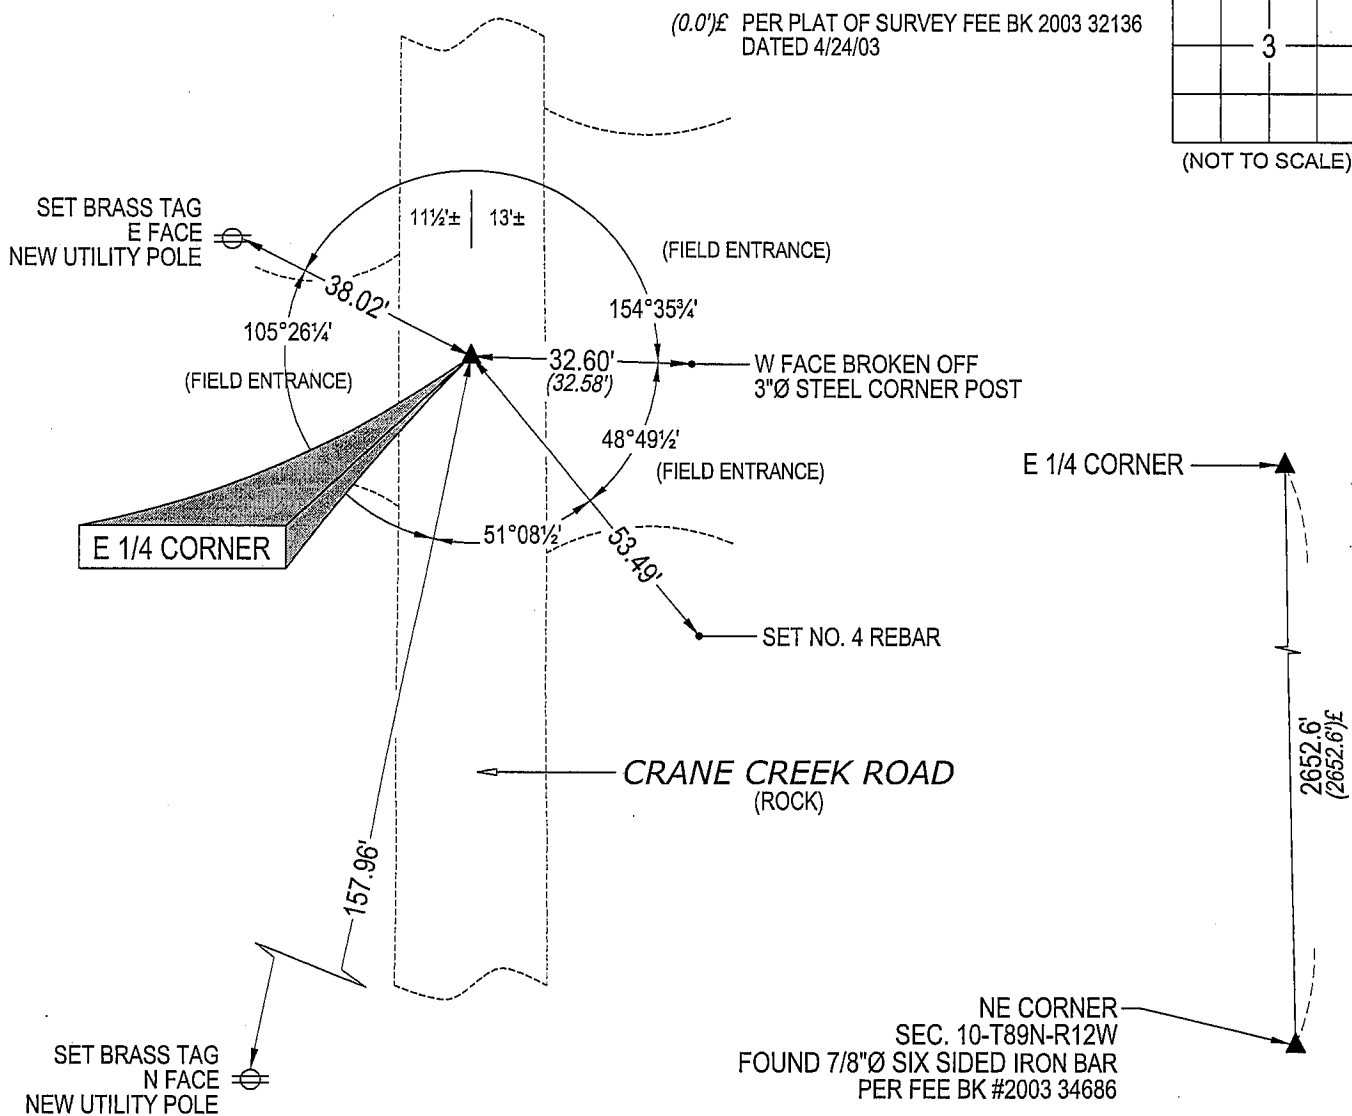 (0.0')£ PER PLAT OF SURVEY FEE BK 2003 32136
DATED 4/24/03
3
(NOT TO SCALE)
SET BRASS TAG
E FACE
NEW UTILITY POLE
11½'± 13'±
(FIELD ENTRANCE)
38.02'
154°35¾'
105°26¼'
32.60'
(32.58')
W FACE BROKEN OFF
3"Ø STEEL CORNER POST
(FIELD ENTRANCE)
48°49½'
(FIELD ENTRANCE)
E 1/4 CORNER
51°08½'
E 1/4 CORNER
53.49'
SET NO. 4 REBAR
CRANE CREEK ROAD
(ROCK)
2652.6'
(2652.6')£
157.96'
NE CORNER
SEC. 10-T89N-R12W
FOUND 7/8"Ø SIX SIDED IRON BAR
PER FEE BK #2003 34686
SET BRASS TAG
N FACE
NEW UTILITY POLE